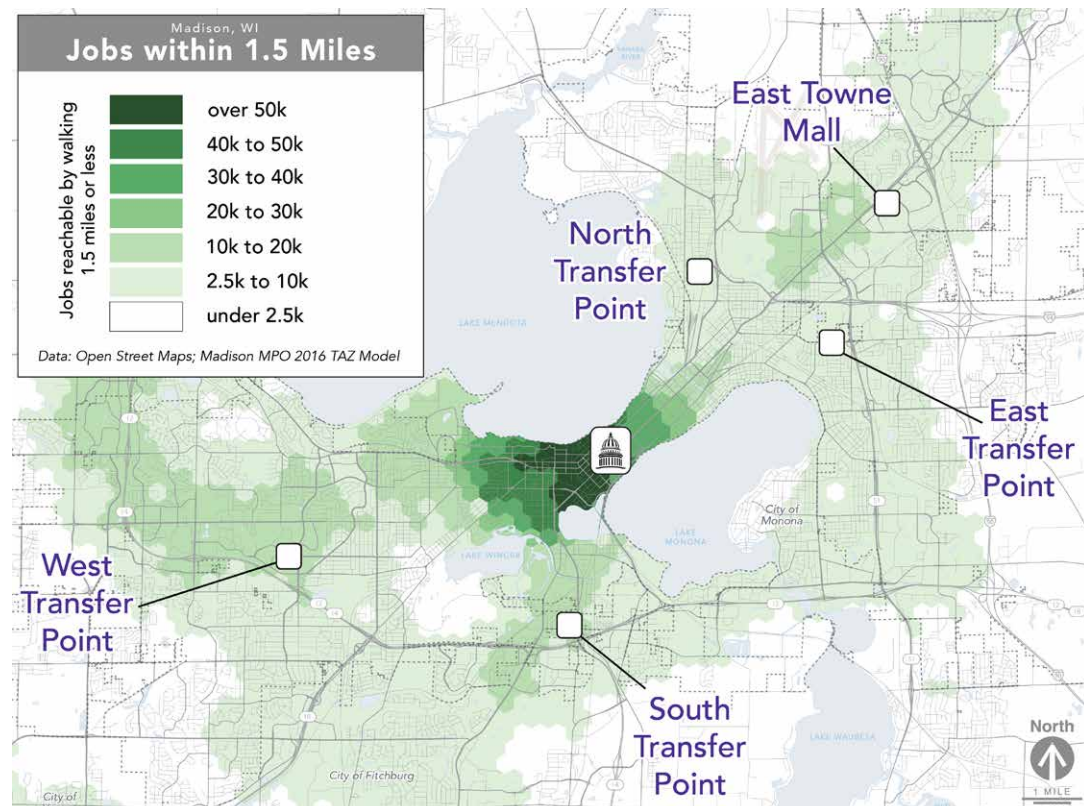 Madison, WI
Jobs within 1.5 Miles
Jobs reachable by walking
1.5 miles or less
over 50k
40k to 50k
30k to 40k
20k to 30k
10k to 20k
2.5k to 10k
under 2.5k
Data: Open Street Maps; Madison MPO 2016 TAZ Model
East Towne
Mall
North
Transfer
Point
LAKE MENDOTA
East
Transfer
Point
City of
Monona
LAKE
MONONA
LAKE WINGRA
West
Transfer
Point
South
Transfer
Point
LAKE WAUBESA
City of Fitchburg
City of
North
1 MILE